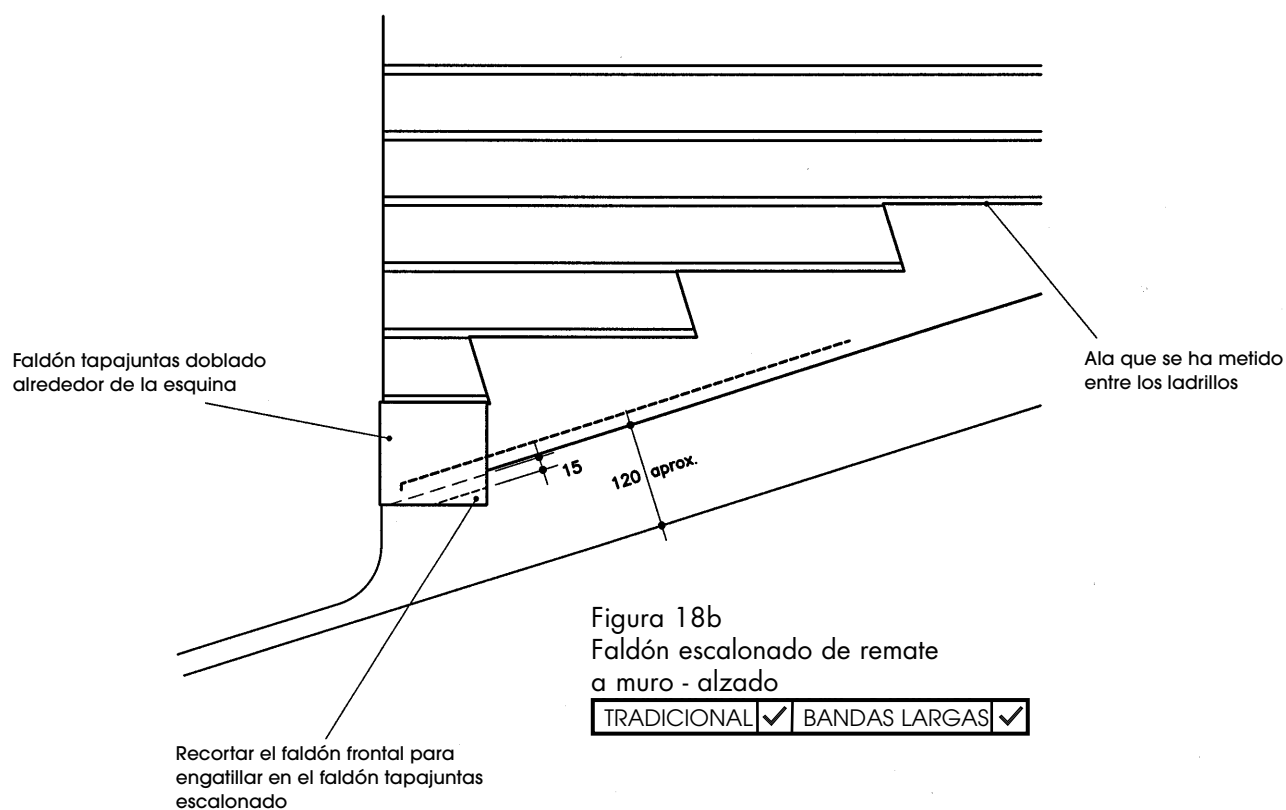 Faldón tapajuntas doblado
alrededor de la esquina
Ala que se ha metido
entre los ladrillos
15
120 aprox.
Figura 18b
Faldón escalonado de remate
a muro - alzado
TRADICIONAL ✓ BANDAS LARGAS ✓
Recortar el faldón frontal para
engatillar en el faldón tapajuntas
escalonado